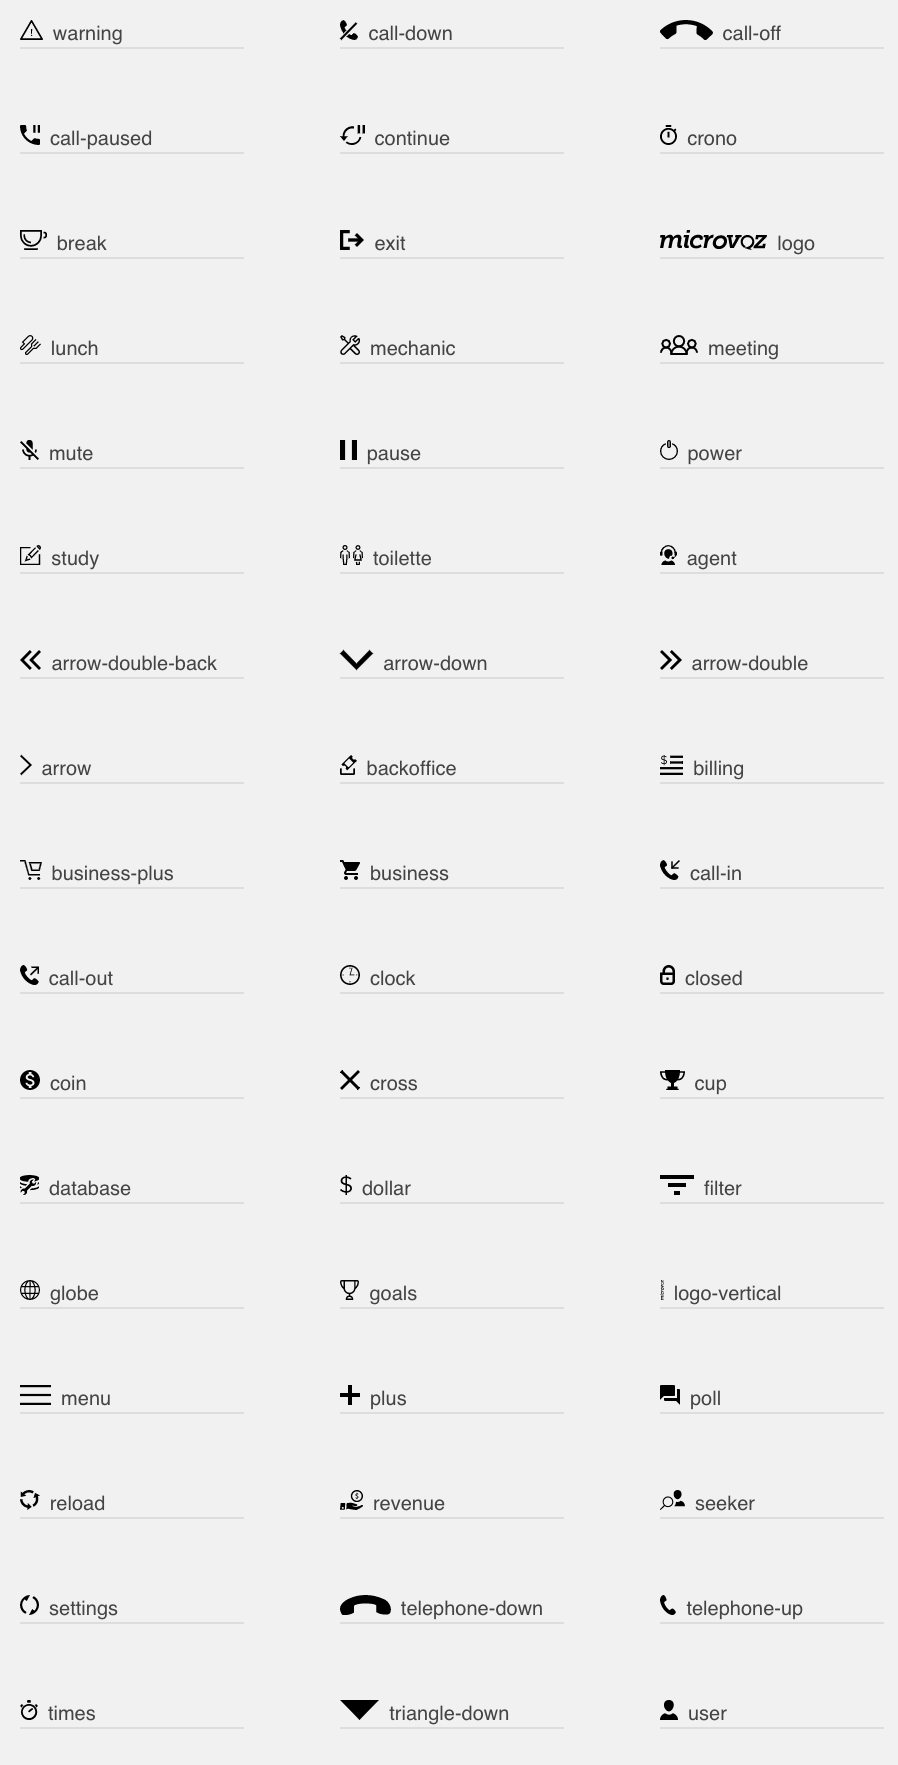 warning call-down call-off
call-paused continue crono
break exit microvoz logo
lunch mechanic meeting
mute pause power
study toilette agent
arrow-double-back arrow-down arrow-double
arrow backoffice $ billing
business-plus business call-in
call-out clock closed
$ coin cross cup
database $ dollar filter
globe goals microvoz logo-vertical
menu plus poll
reload $ revenue seeker
settings telephone-down telephone-up
times triangle-down user